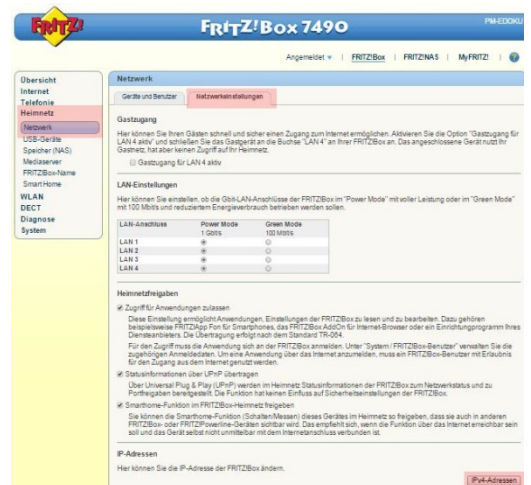 FRITZ!
FRITZ!Box 7490
PM-EDOKU
Angemeldet | FRITZ!Box | FRITZ!NAS | MyFRITZ! | ?
Übersicht
Internet
Telefonie
Heimnetz
Netzwerk
USB-Geräte
Speicher (NAS)
Mediaserver
FRITZ!Box-Name
Smart Home
WLAN
DECT
Diagnose
System
Netzwerk
Geräte und Benutzer
Netzwerkeinstellungen
Gastzugang
Hier können Sie Ihren Gästen schnell und sicher einen Zugang zum Internet ermöglichen. Aktivieren Sie die Option "Gastzugang für
LAN 4 aktiv" und schließen Sie das Gastgerät an die Buchse "LAN 4" an Ihrer FRITZ!Box an. Das angeschlossene Gerät nutzt Ihr
Gastnetz, hat aber keinen Zugriff auf Ihr Heimnetz.
Gastzugang für LAN 4 aktiv
LAN-Einstellungen
Hier können Sie einstellen, ob die Gbit-LAN-Anschlüsse der FRITZ!Box im "Power Mode" mit voller Leistung oder im "Green Mode"
mit 100 Mbit/s und reduziertem Energieverbrauch betrieben werden sollen.
LAN-Anschluss Power Mode Green Mode
1 Gbit/s 100 Mbit/s
LAN 1
LAN 2
LAN 3
LAN 4
Heimnetzfreigaben
Zugriff für Anwendungen zulassen
Diese Einstellung ermöglicht Anwendungen, Einstellungen der FRITZ!Box zu lesen und zu bearbeiten. Dazu gehören
beispielsweise FRITZ!App Fon für Smartphones, das FRITZ!Box AddOn für Internet-Browser oder ein Einrichtungprogramm Ihres
Diensteanbieters. Die Übertragung erfolgt nach dem Standard TR-064.
Für den Zugriff muss die Anwendung sich an der FRITZ!Box anmelden. Unter "System / FRITZ!Box-Benutzer" verwalten Sie die
zugehörigen Anmeldedaten. Um eine Anwendung über das Internet anzumelden, muss ein FRITZ!Box-Benutzer mit Erlaubnis
für den Zugang aus dem Internet genutzt werden.
Statusinformationen über UPnP übertragen
Über Universal Plug & Play (UPnP) werden im Heimnetz Statusinformationen der FRITZ!Box zum Netzwerkstatus und zu
Portfreigaben bereitgestellt. Die Funktion hat keinen Einfluss auf Sicherheitseinstellungen der FRITZ!Box.
Smarthome-Funktion im FRITZ!Box-Heimnetz freigeben
Sie können die Smarthome-Funktion (Schalten/Messen) dieses Gerätes im Heimnetz so freigeben, dass sie auch in anderen
FRITZ!Box- oder FRITZ!Powerline-Geräten sichtbar wird. Das empfiehlt sich, wenn die Funktion über das Internet erreichbar sein
soll und das Gerät selbst nicht unmittelbar mit dem Internetanschluss verbunden ist.
IP-Adressen
Hier können Sie die IP-Adresse der FRITZ!Box ändern.
IPv4-Adressen